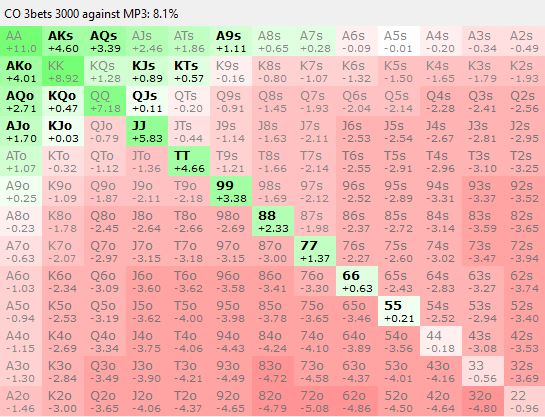 CO 3bets 3000 against MP3: 8.1%
AA AKs AQs AJs ATs A9s A8s A7s A6s A5s A4s A3s A2s
+11.0 +4.60 +3.39 +2.46 +1.86 +1.11 +0.65 +0.28 -0.09 -0.01 -0.20 -0.34 -0.49
AKo KK KQs KJs KTs K9s K8s K7s K6s K5s K4s K3s K2s
+4.01 +8.92 +1.28 +0.89 +0.57 -0.16 -0.80 -1.07 -1.32 -1.50 -1.65 -1.79 -1.93
AQo KQo QQ QJs QTs Q9s Q8s Q7s Q6s Q5s Q4s Q3s Q2s
+2.71 +0.47 +7.18 +0.11 -0.20 -0.91 -1.45 -1.93 -2.04 -2.14 -2.28 -2.41 -2.56
AJo KJo QJo JJ JTs J9s J8s J7s J6s J5s J4s J3s J2s
+1.70 +0.03 -0.79 +5.83 -0.44 -1.14 -1.63 -2.11 -2.53 -2.54 -2.67 -2.81 -2.95
ATo KTo QTo JTo TT T9s T8s T7s T6s T5s T4s T3s T2s
+1.07 -0.32 -1.12 -1.36 +4.66 -1.21 -1.66 -2.14 -2.55 -2.91 -2.96 -3.10 -3.25
A9o K9o Q9o J9o T9o 99 98s 97s 96s 95s 94s 93s 92s
+0.25 -1.09 -1.87 -2.11 -2.18 +3.38 -1.69 -2.12 -2.52 -2.89 -3.31 -3.37 -3.52
A8o K8o Q8o J8o T8o 98o 88 87s 86s 85s 84s 83s 82s
-0.23 -1.78 -2.45 -2.64 -2.66 -2.69 +2.33 -1.98 -2.37 -2.72 -3.14 -3.59 -3.65
A7o K7o Q7o J7o T7o 97o 87o 77 76s 75s 74s 73s 72s
-0.63 -2.07 -2.97 -3.15 -3.18 -3.15 -3.00 +1.37 -2.27 -2.60 -3.02 -3.47 -3.94
A6o K6o Q6o J6o T6o 96o 86o 76o 66 65s 64s 63s 62s
-1.03 -2.34 -3.09 -3.60 -3.62 -3.58 -3.41 -3.30 +0.63 -2.43 -2.83 -3.27 -3.74
A5o K5o Q5o J5o T5o 95o 85o 75o 65o 55 54s 53s 52s
-0.94 -2.53 -3.19 -3.62 -4.00 -3.98 -3.78 -3.65 -3.46 +0.21 -2.52 -2.94 -3.40
A4o K4o Q4o J4o T4o 94o 84o 74o 64o 54o 44 43s 42s
-1.15 -2.69 -3.34 -3.75 -4.06 -4.43 -4.24 -4.10 -3.89 -3.56 -0.18 -3.08 -3.53
A3o K3o Q3o J3o T3o 93o 83o 73o 63o 53o 43o 33 32s
-1.30 -2.84 -3.49 -3.90 -4.21 -4.49 -4.72 -4.58 -4.37 -4.01 -4.16 -0.56 -3.69
A2o K2o Q2o J2o T2o 92o 82o 72o 62o 52o 42o 32o 22
-1.46 -3.00 -3.65 -4.06 -4.37 -4.65 -4.79 -5.08 -4.86 -4.50 -4.64 -4.80 -0.96